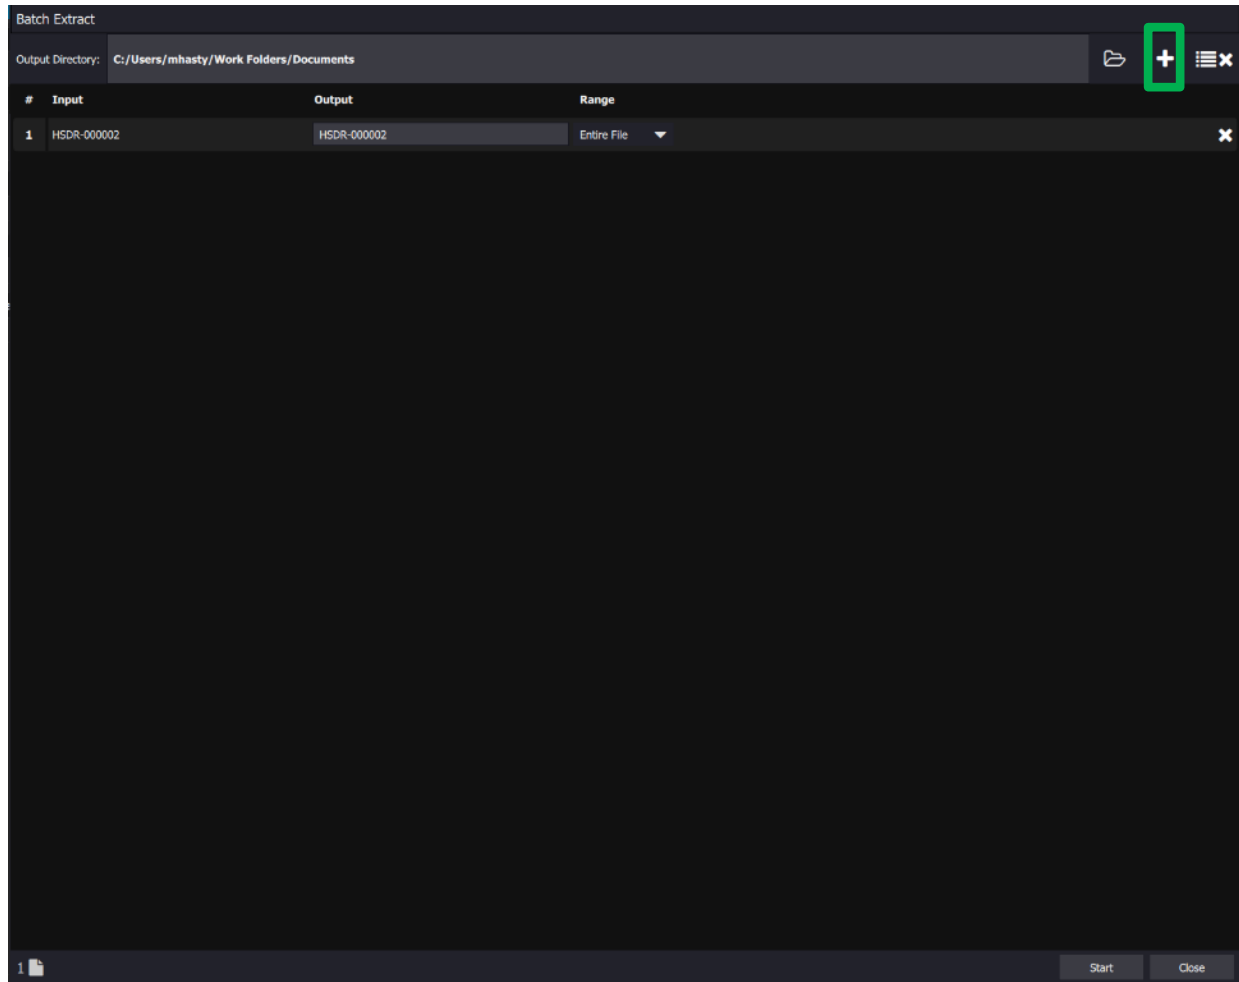 Batch Extract
Output Directory: C:/Users/mhasty/Work Folders/Documents
# Input Output Range
1 HSDR-000002 HSDR-000002 Entire File
1 Start Close